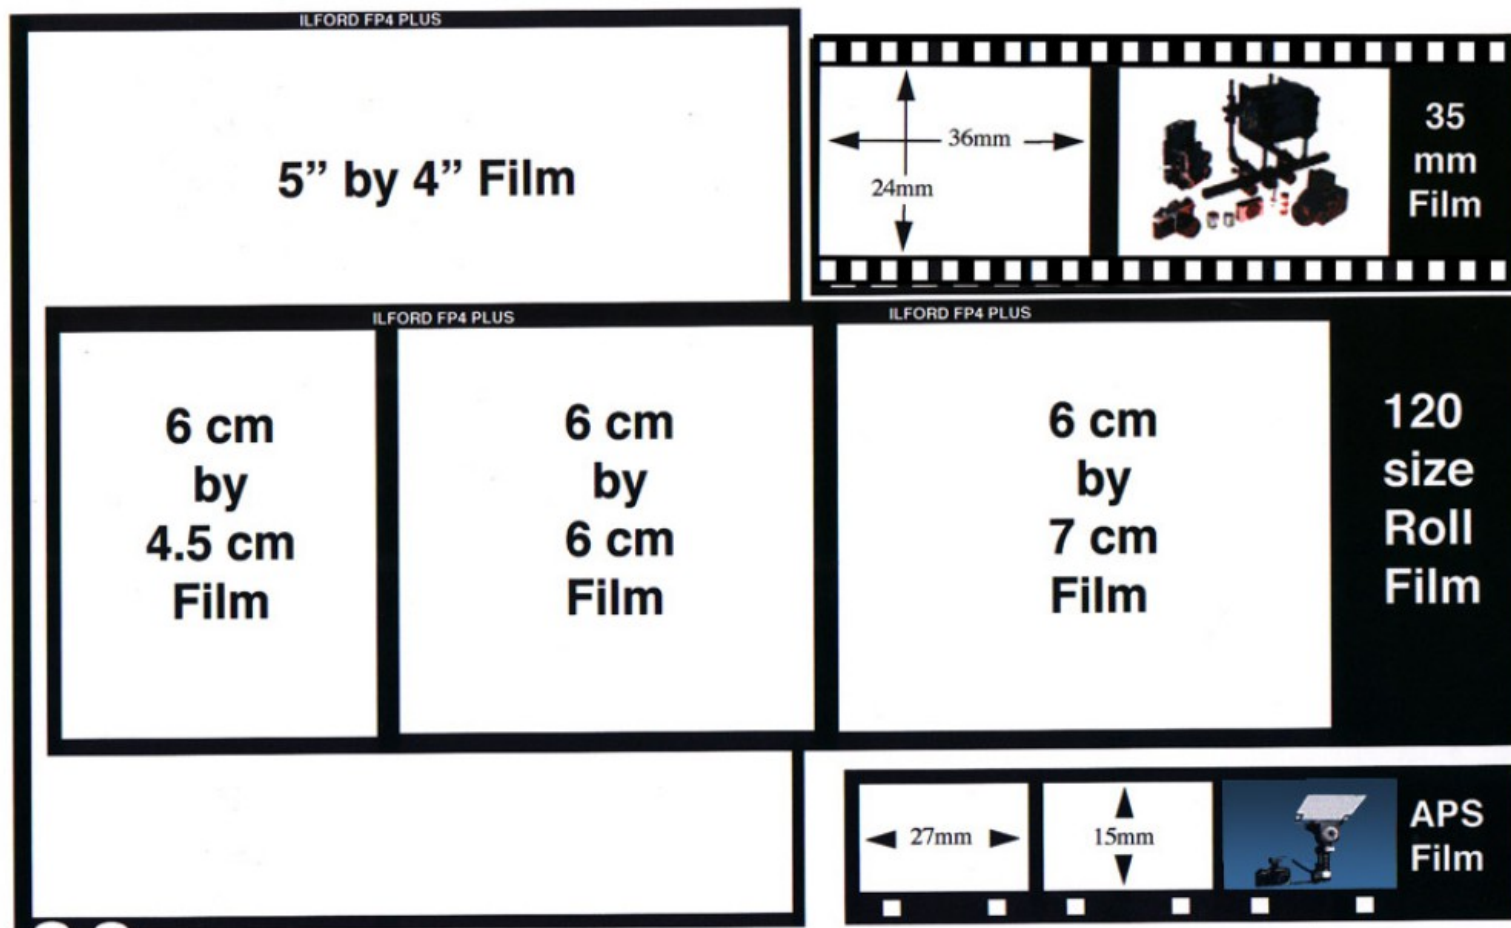 ILFORD FP4 PLUS
5” by 4” Film
36mm
24mm
35
mm
Film
ILFORD FP4 PLUS
ILFORD FP4 PLUS
6 cm
by
4.5 cm
Film
6 cm
by
6 cm
Film
6 cm
by
7 cm
Film
120
size
Roll
Film
27mm
15mm
APS
Film